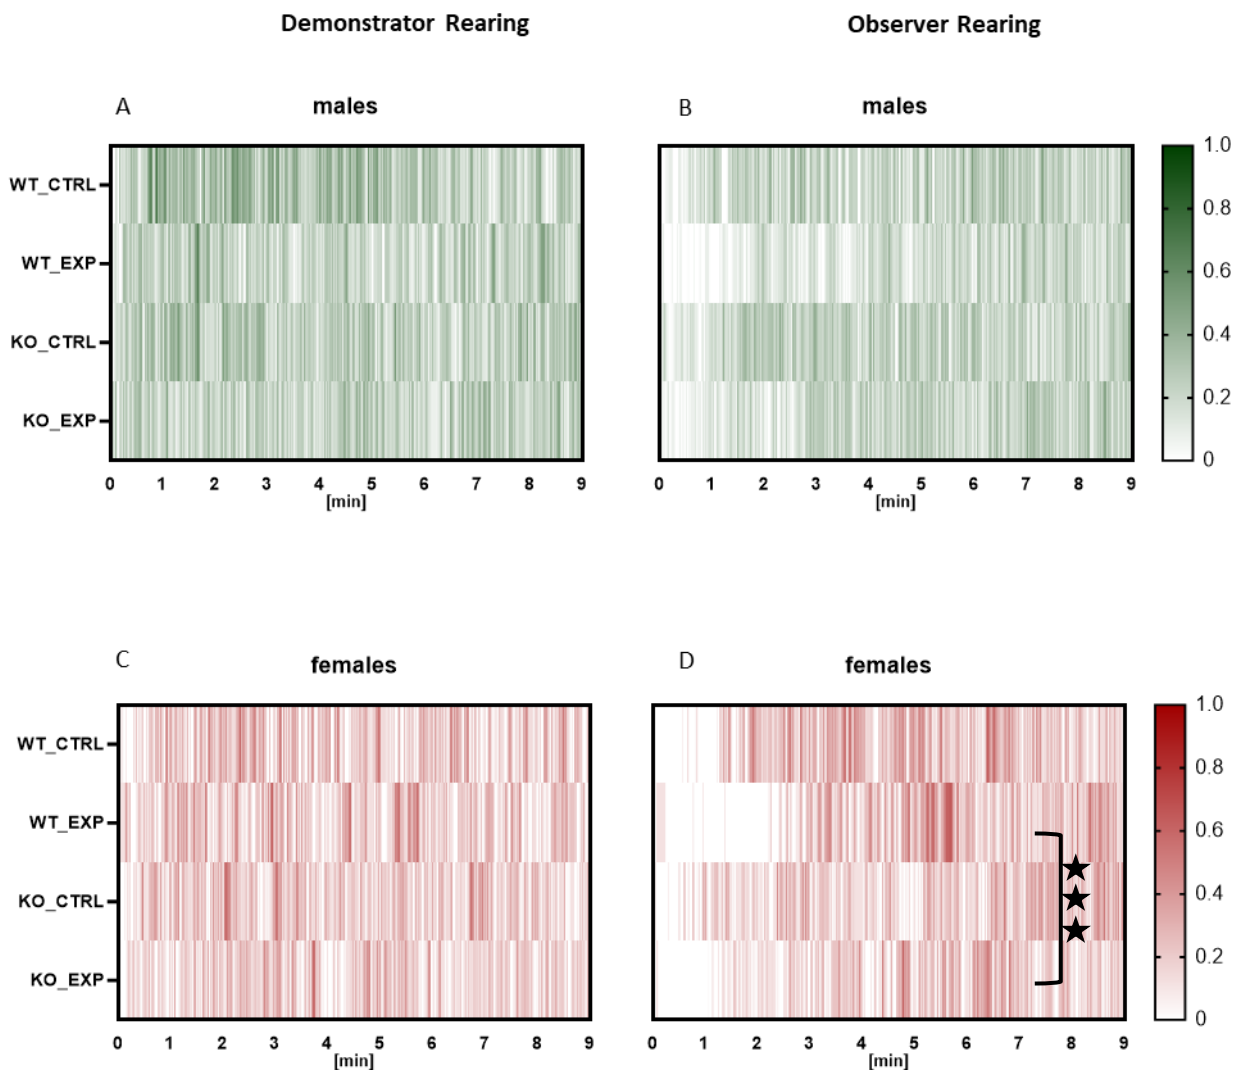 Demonstrator Rearing
Observer Rearing
A
males
B
males
WT_CTRL
WT_EXP
KO_CTRL
KO_EXP
1.0
0.8
0.6
0.4
0.2
0
0 1 2 3 4 5 6 7 8 9
[min]
0 1 2 3 4 5 6 7 8 9
[min]
C
females
D
females
WT_CTRL
WT_EXP
KO_CTRL
KO_EXP
1.0
0.8
0.6
0.4
0.2
0
0 1 2 3 4 5 6 7 8 9
[min]
0 1 2 3 4 5 6 7 8 9
[min]